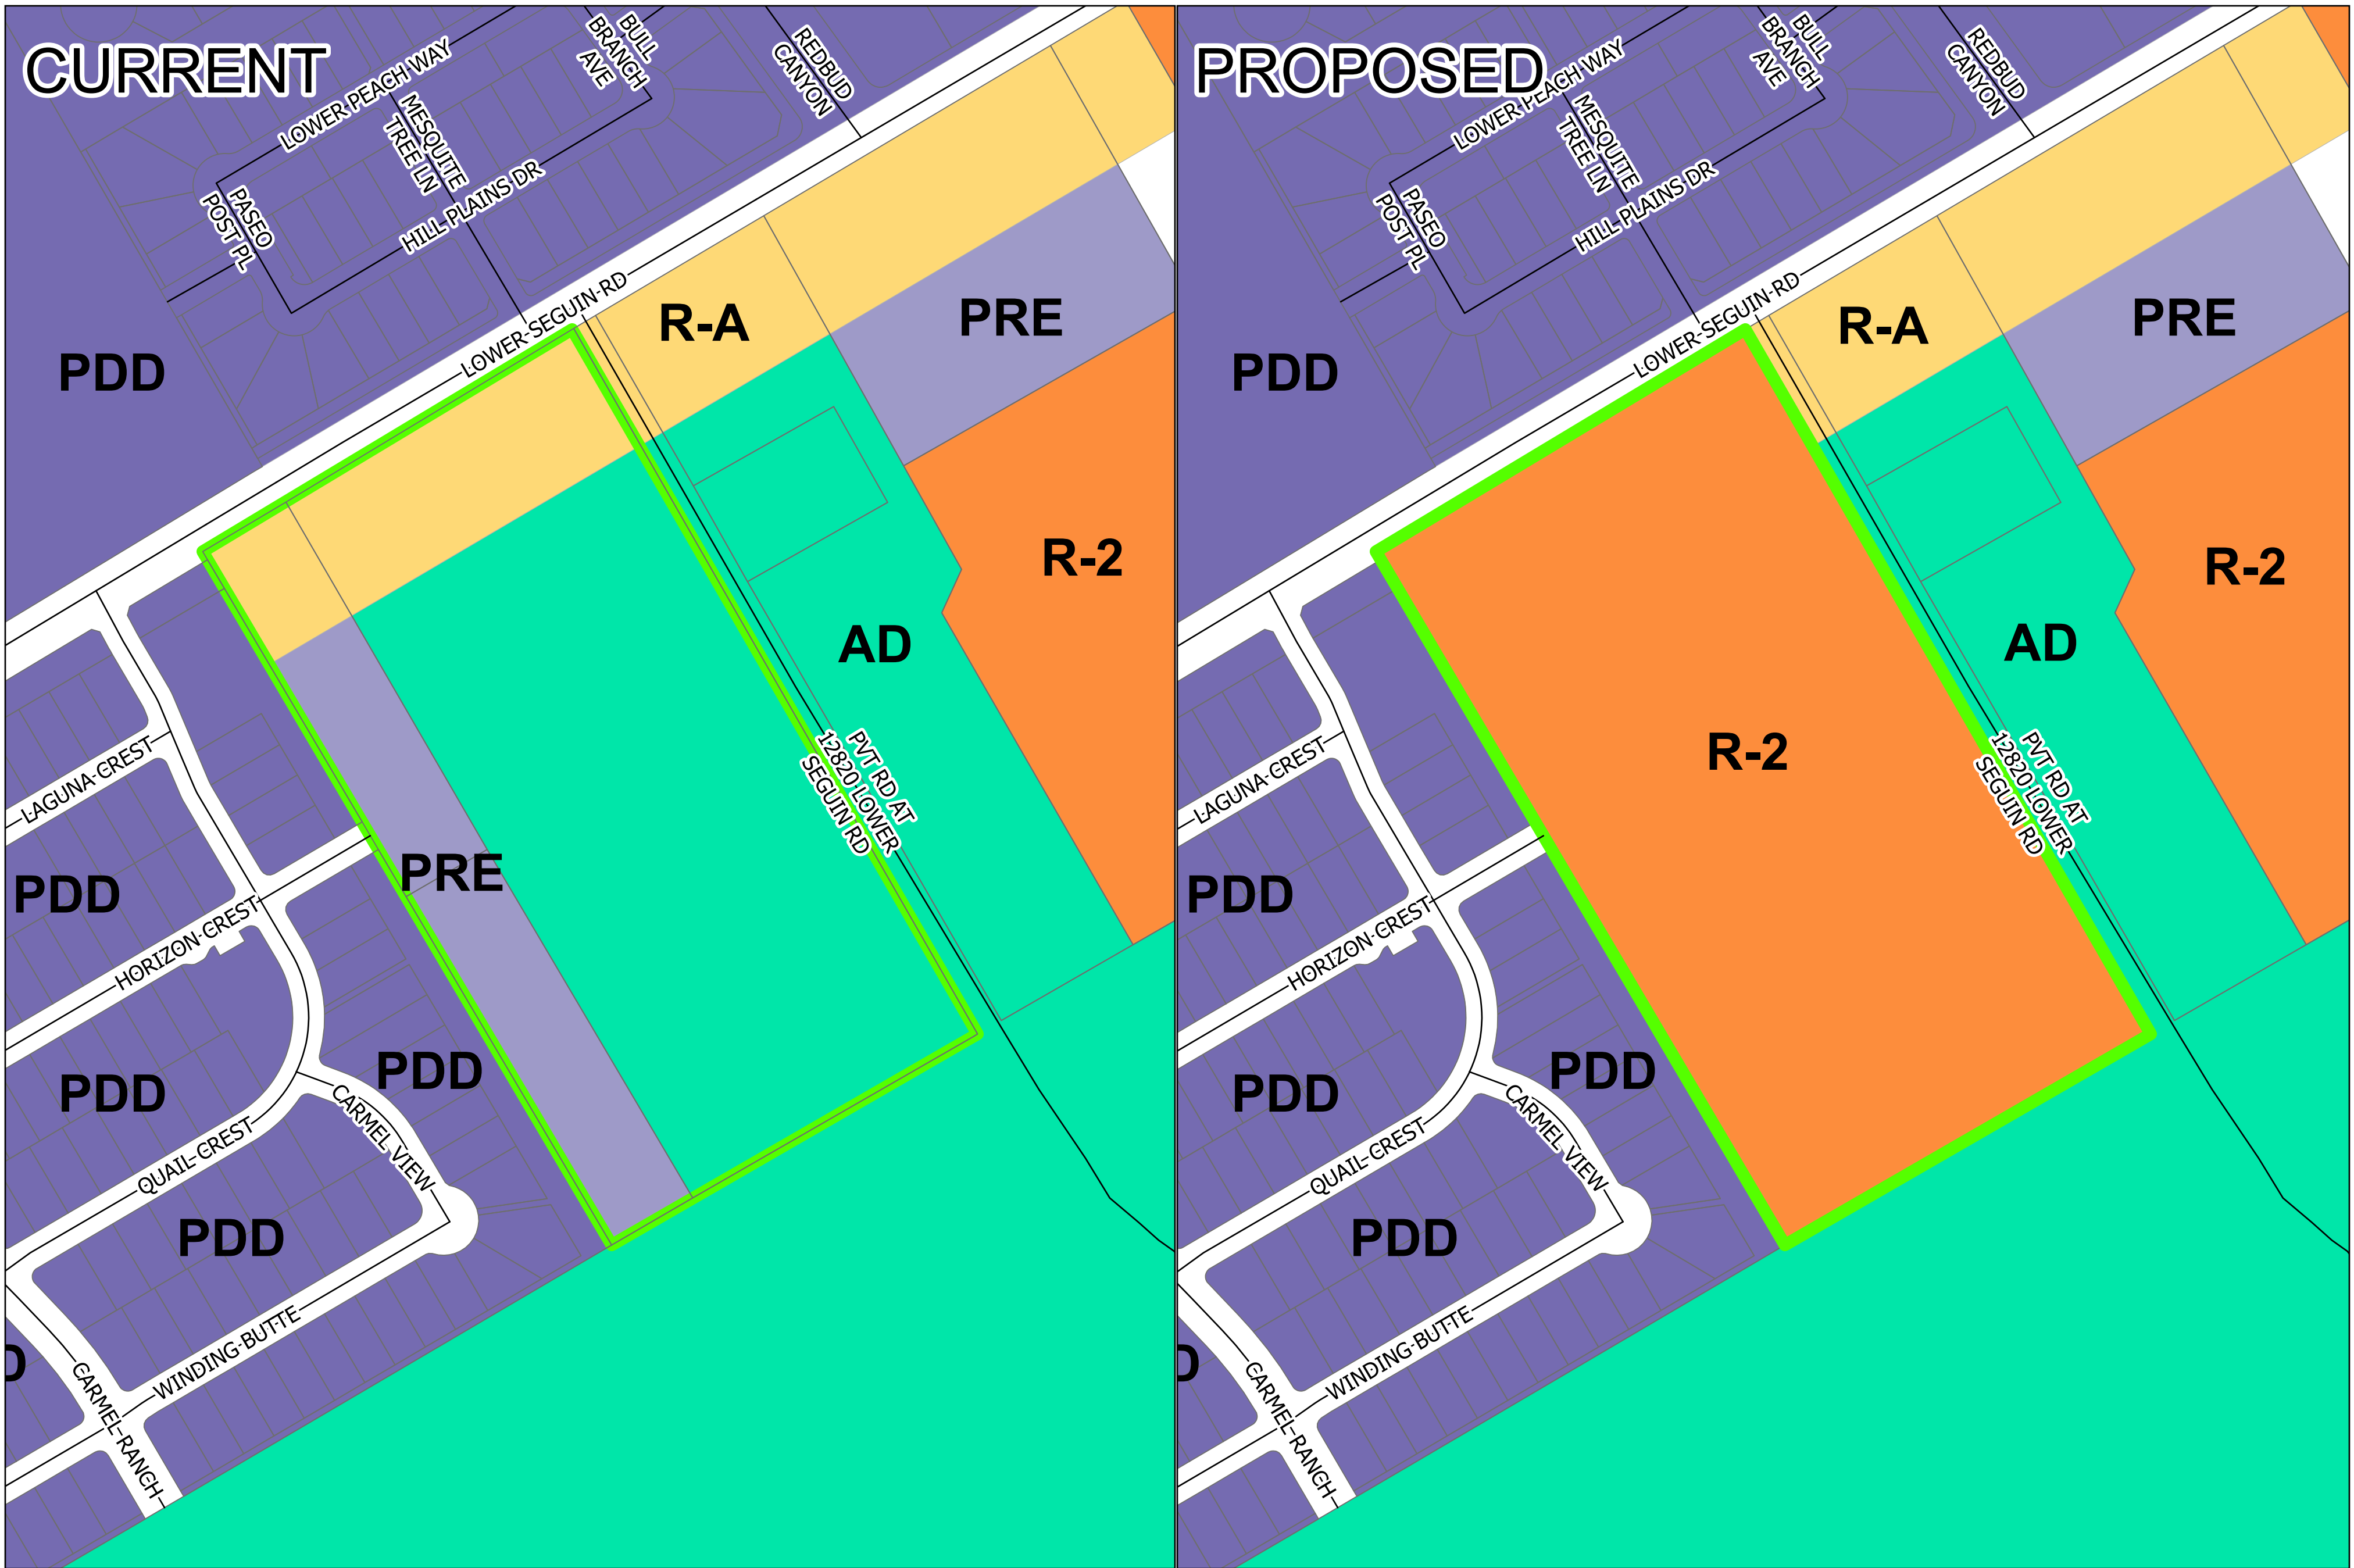 CURRENT
LOWER PEACH WAY
BULL
BRANCH
AVE
REDBUD
CANYON
MESQUITE
TREE LN
PASEO
POST PL
HILL PLAINS DR
LOWER SEGUIN RD
R-A
PRE
PDD
R-2
AD
LAGUNA CREST
PVT RD AT
12820 LOWER
SEGUIN RD
PRE
PDD
HORIZON CREST
PDD
PDD
CARMEL VIEW
QUAIL CREST
PDD
WINDING BUTTE
D
CARMEL RANCH
PROPOSED
LOWER PEACH WAY
BULL
BRANCH
AVE
REDBUD
CANYON
MESQUITE
TREE LN
PASEO
POST PL
HILL PLAINS DR
LOWER SEGUIN RD
R-A
PRE
PDD
R-2
AD
R-2
LAGUNA CREST
PVT RD AT
12820 LOWER
SEGUIN RD
PDD
HORIZON CREST
PDD
PDD
CARMEL VIEW
QUAIL CREST
PDD
WINDING BUTTE
D
CARMEL RANCH